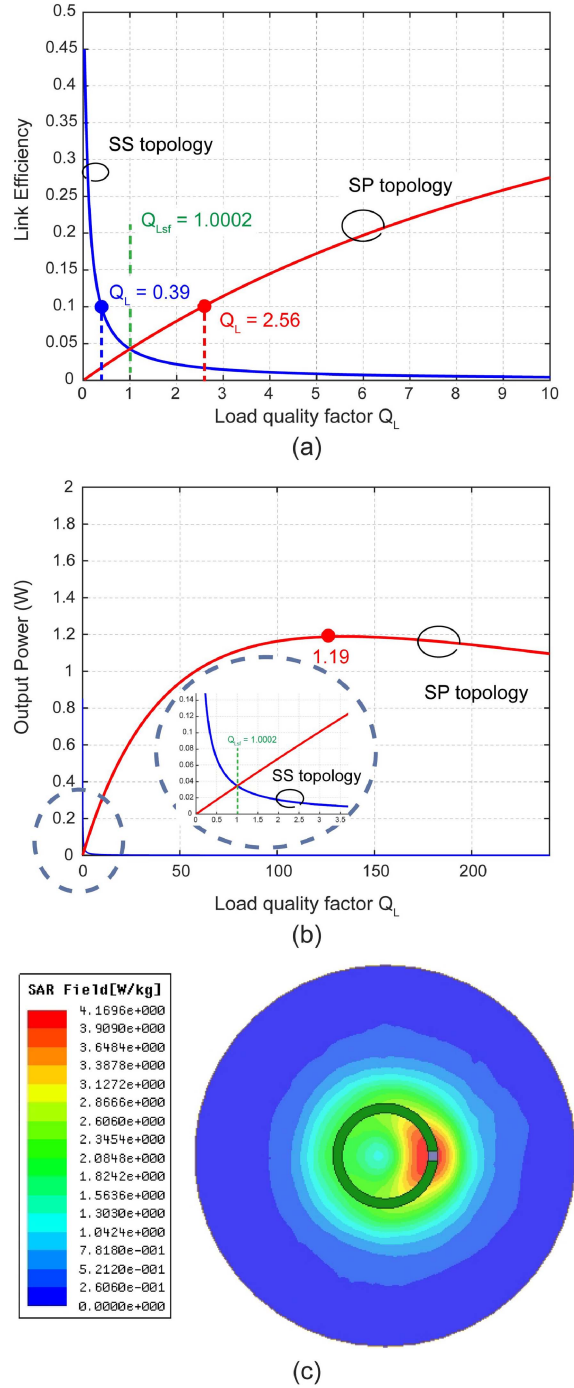 0.5
0.45
0.4
0.35
0.3
0.25
0.2
0.15
0.1
0.05
0
Link Efficiency
SS topology
SP topology
Q_Lsf = 1.0002
Q_L = 0.39
Q_L = 2.56
0 1 2 3 4 5 6 7 8 9 10
Load quality factor Q_L
(a)
2
1.8
1.6
1.4
1.2
1
0.8
0.6
0.4
0.2
0
Output Power (W)
1.19
SP topology
0.14
0.12
0.1
0.08
0.06
0.04
0.02
0
Q_Lsf = 1.0002
SS topology
0 0.5 1 1.5 2 2.5 3 3.5
0 50 100 150 200
Load quality factor Q_L
(b)
SAR Field[W/kg]
4.1696e+000
3.9090e+000
3.6484e+000
3.3878e+000
3.1272e+000
2.8666e+000
2.6060e+000
2.3454e+000
2.0848e+000
1.8242e+000
1.5636e+000
1.3030e+000
1.0424e+000
7.8180e-001
5.2120e-001
2.6060e-001
0.0000e+000
(c)